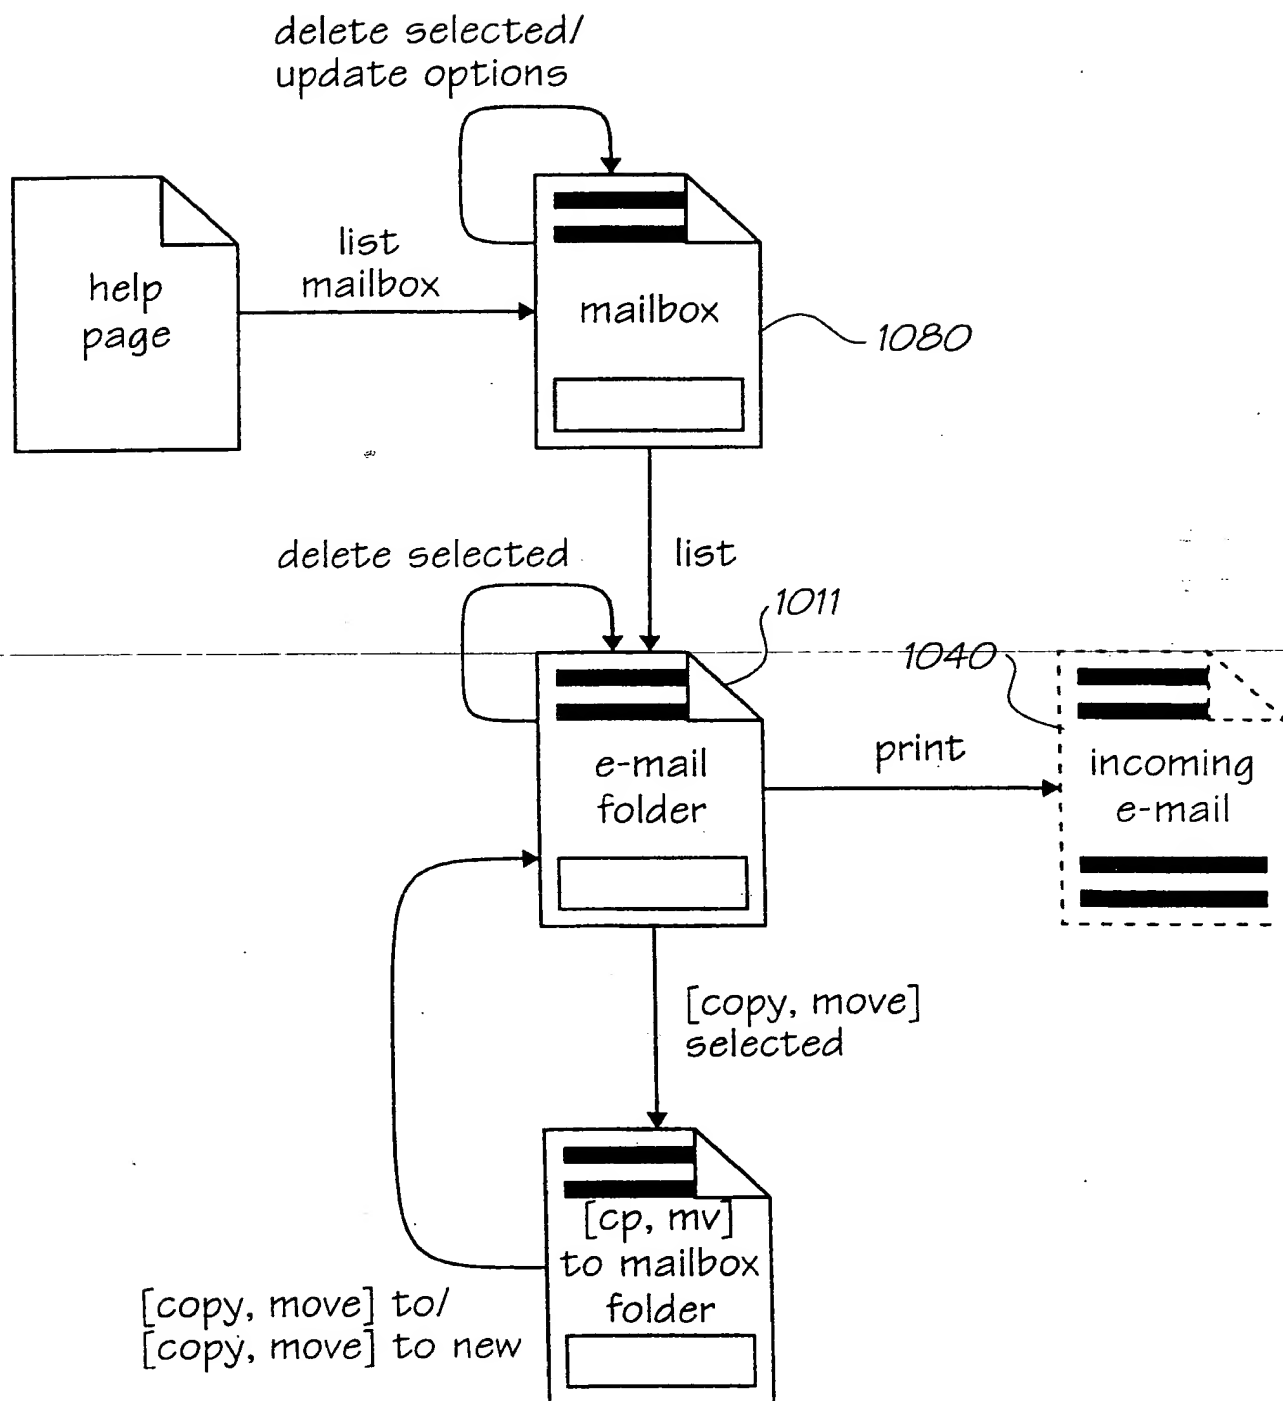 delete selected/
update options
list
mailbox
help
page
mailbox
1080
delete selected
list
1011
1040
e-mail
folder
print
incoming
e-mail
[copy, move]
selected
[cp, mv]
to mailbox
folder
[copy, move] to/
[copy, move] to new